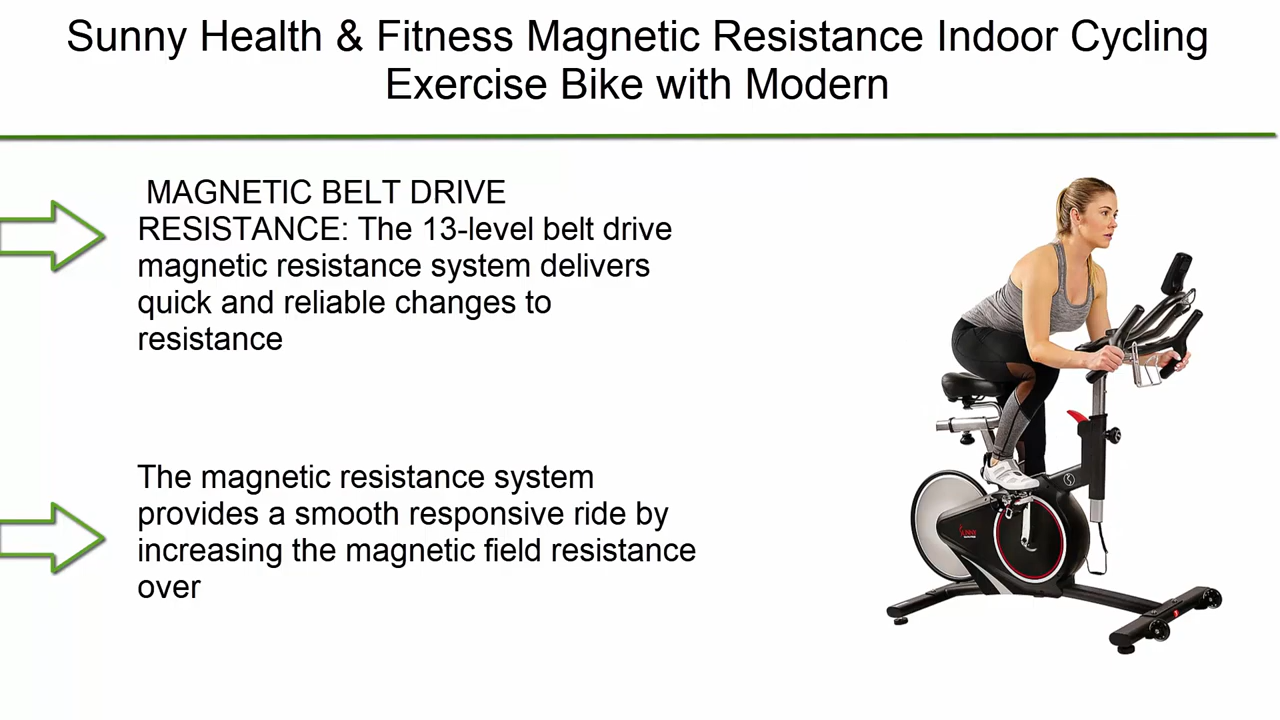 Sunny Health & Fitness Magnetic Resistance Indoor Cycling
Exercise Bike with Modern
MAGNETIC BELT DRIVE
RESISTANCE: The 13-level belt drive
magnetic resistance system delivers
quick and reliable changes to
resistance
The magnetic resistance system
provides a smooth responsive ride by
increasing the magnetic field resistance
over
SUNNY